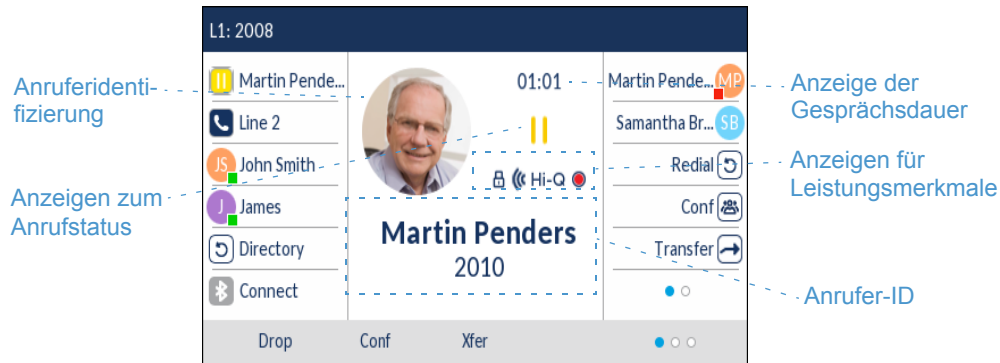 L1: 2008
Anruferidenti-
fizierung
Anzeigen zum
Anrufstatus
Martin Pende...
Line 2
JS John Smith
J James
Directory
Connect
01:01
Hi-Q
Martin Penders
2010
Martin Pende... MP
Samantha Br... SB
Redial
Conf
Transfer
Anzeige der
Gesprächsdauer
Anzeigen für
Leistungsmerkmale
Anrufer-ID
Drop Conf Xfer